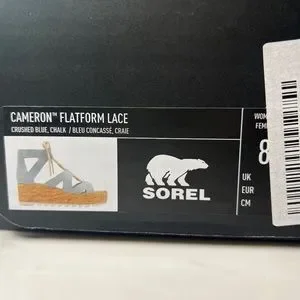 CAMERON™ FLATFORM LACE
CRUSHED BLUE, CHALK / BLEU CONCASSÉ, CRAIE
SOREL
8
UK
EUR
CM